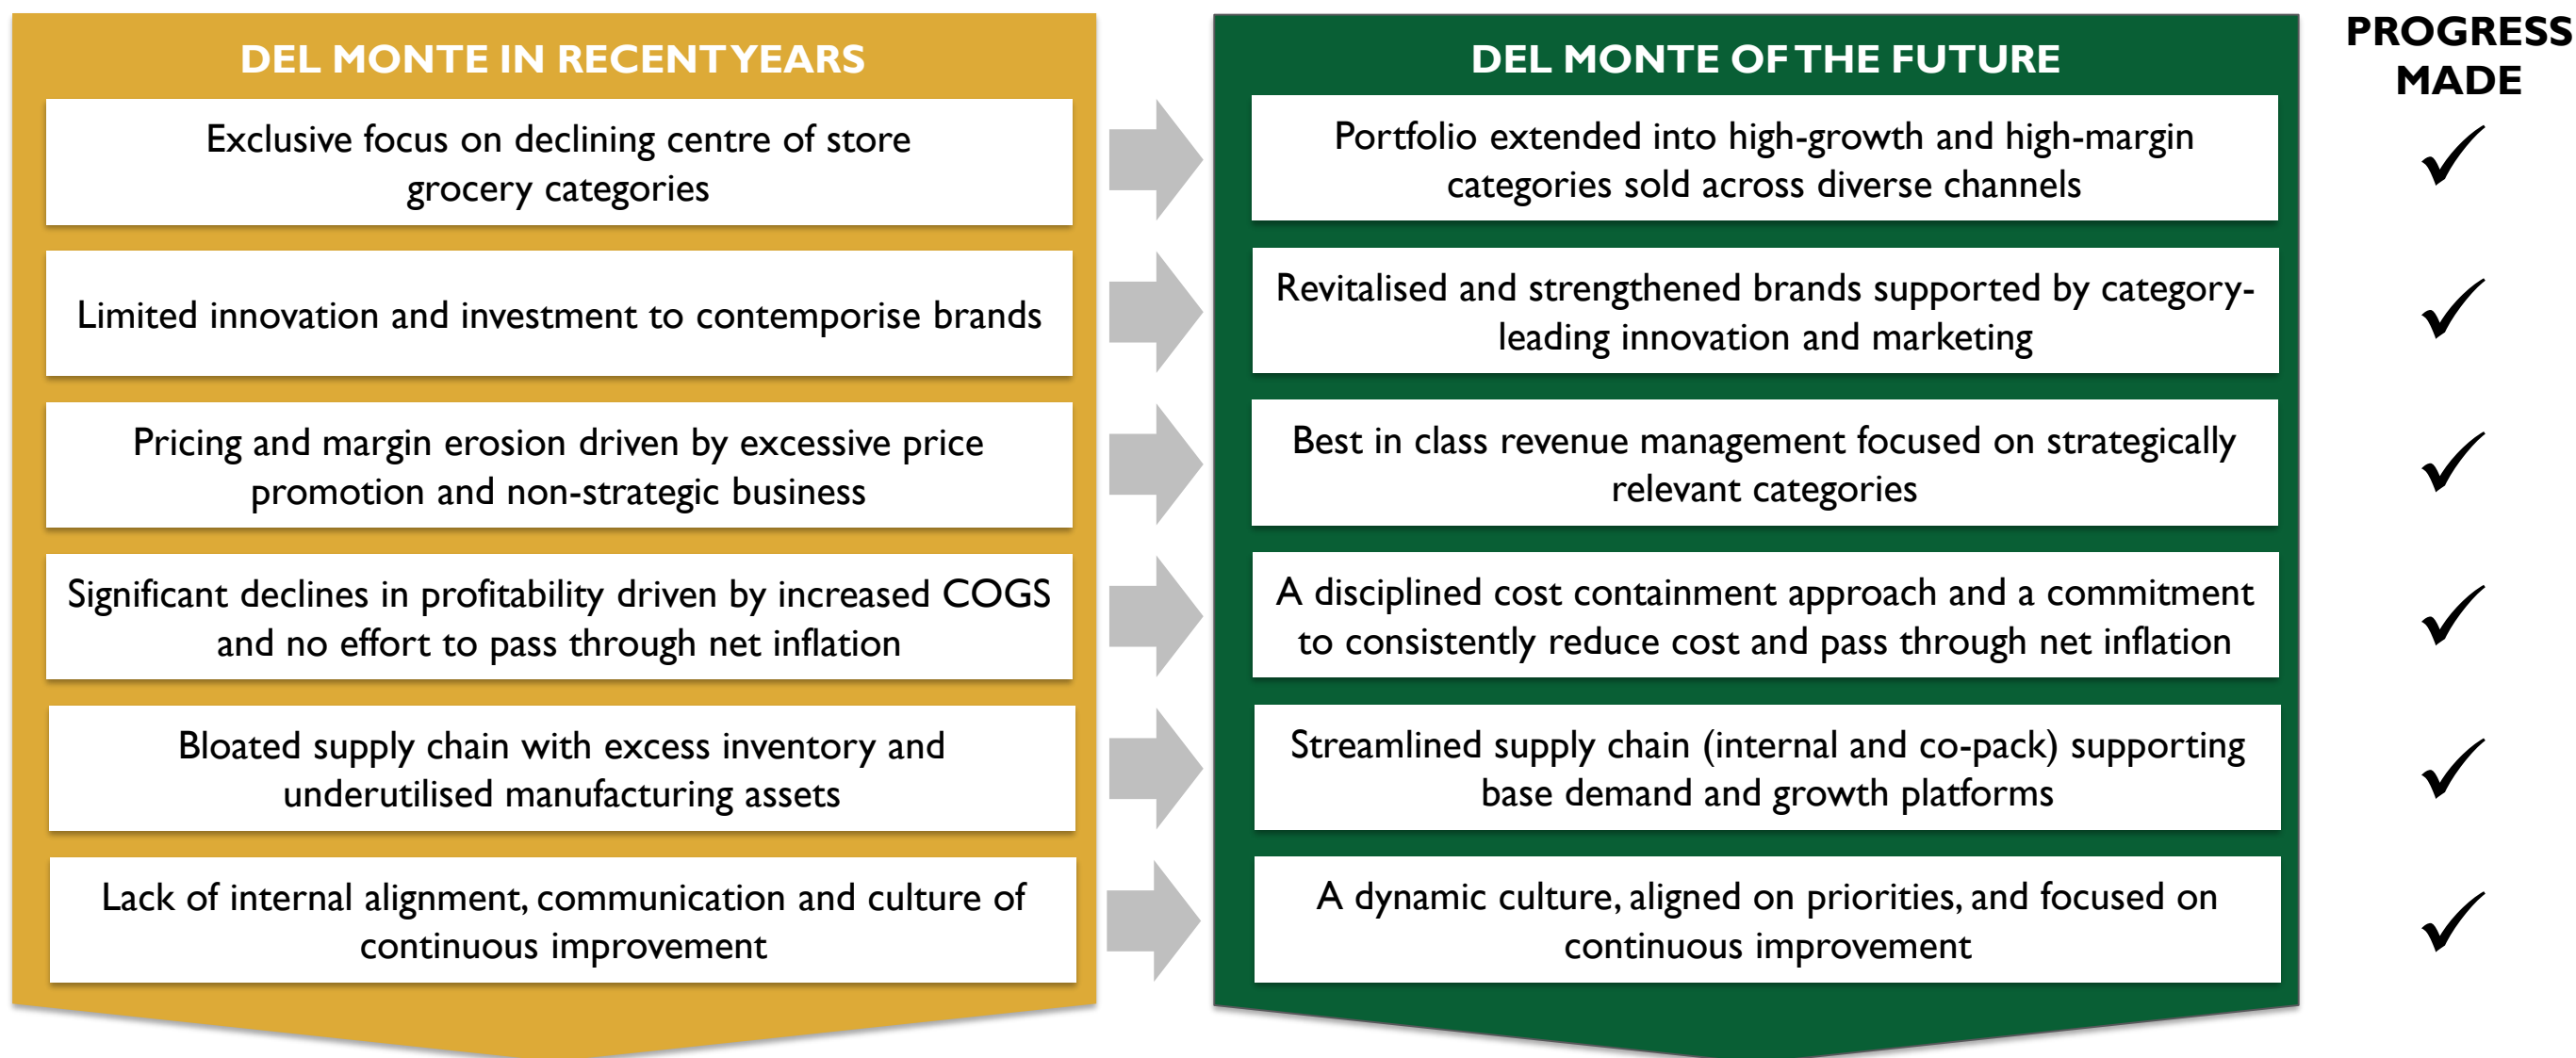 DEL MONTE IN RECENT YEARS
Exclusive focus on declining centre of store
grocery categories
Limited innovation and investment to contemporise brands
Pricing and margin erosion driven by excessive price
promotion and non-strategic business
Significant declines in profitability driven by increased COGS
and no effort to pass through net inflation
Bloated supply chain with excess inventory and
underutilised manufacturing assets
Lack of internal alignment, communication and culture of
continuous improvement
DEL MONTE OF THE FUTURE
Portfolio extended into high-growth and high-margin
categories sold across diverse channels
Revitalised and strengthened brands supported by category-
leading innovation and marketing
Best in class revenue management focused on strategically
relevant categories
A disciplined cost containment approach and a commitment
to consistently reduce cost and pass through net inflation
Streamlined supply chain (internal and co-pack) supporting
base demand and growth platforms
A dynamic culture, aligned on priorities, and focused on
continuous improvement
PROGRESS
MADE
✓
✓
✓
✓
✓
✓